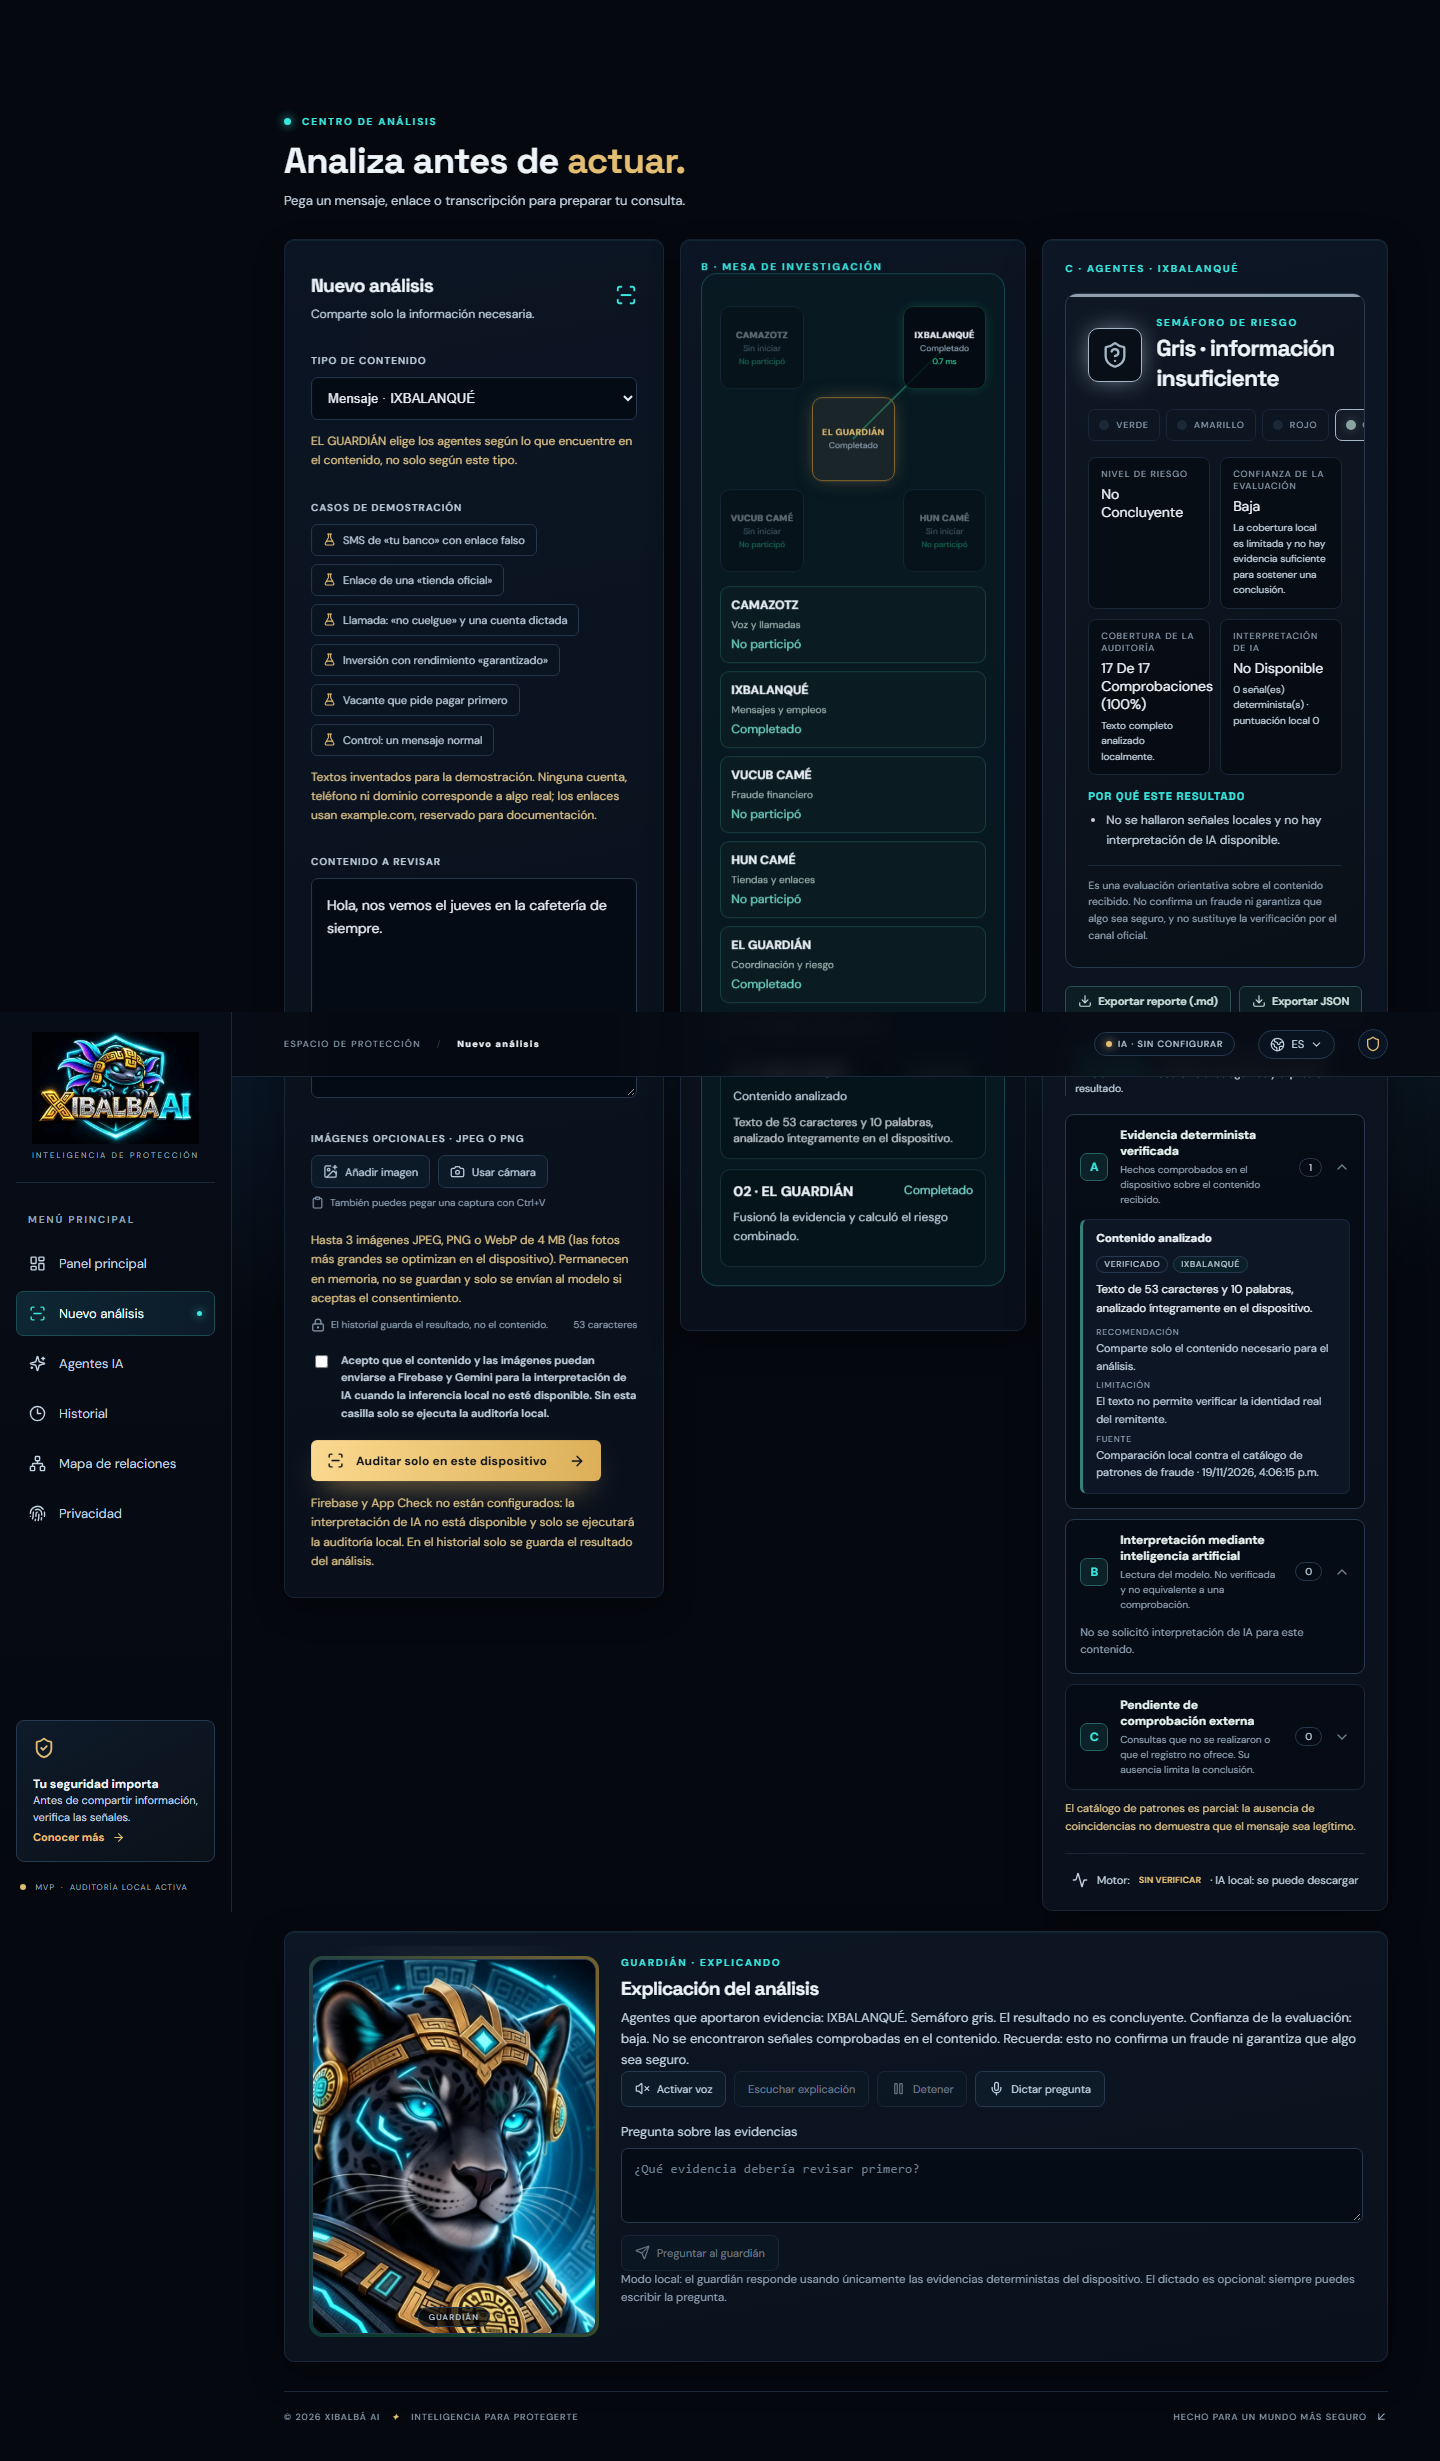 CENTRO DE ANÁLISIS
Analiza antes de actuar.
Pega un mensaje, enlace o transcripción para preparar tu consulta.
Nuevo análisis
Comparte solo la información necesaria.
TIPO DE CONTENIDO
Mensaje · IXBALANQUÉ
EL GUARDIÁN elige los agentes según lo que encuentre en
el contenido, no solo según este tipo.
CASOS DE DEMOSTRACIÓN
SMS de «tu banco» con enlace falso
Enlace de una «tienda oficial»
Llamada: «no cuelgue» y una cuenta dictada
Inversión con rendimiento «garantizado»
Vacante que pide pagar primero
Control: un mensaje normal
Textos inventados para la demostración. Ninguna cuenta,
teléfono ni dominio corresponde a algo real; los enlaces
usan example.com, reservado para documentación.
CONTENIDO A REVISAR
Hola, nos vemos el jueves en la cafetería de
siempre.
B · MESA DE INVESTIGACIÓN
CAMAZOTZ
Sin iniciar
No participó
IXBALANQUÉ
Completado
0.7 ms
EL GUARDIÁN
Completado
VUCUB CAMÉ
Sin iniciar
No participó
HUN CAMÉ
Sin iniciar
No participó
CAMAZOTZ
Voz y llamadas
No participó
IXBALANQUÉ
Mensajes y empleos
Completado
VUCUB CAMÉ
Fraude financiero
No participó
HUN CAMÉ
Tiendas y enlaces
No participó
EL GUARDIÁN
Coordinación y riesgo
Completado
C · AGENTES · IXBALANQUÉ
SEMÁFORO DE RIESGO
Gris · información
insuficiente
VERDE
AMARILLO
ROJO
NIVEL DE RIESGO
No
Concluyente
CONFIANZA DE LA
EVALUACIÓN
Baja
La cobertura local
es limitada y no hay
evidencia suficiente
para sostener una
conclusión.
COBERTURA DE LA
AUDITORÍA
17 De 17
Comprobaciones
(100%)
Texto completo
analizado
localmente.
INTERPRETACIÓN
DE IA
No Disponible
0 señal(es)
determinista(s) ·
puntuación local 0
POR QUÉ ESTE RESULTADO
• No se hallaron señales locales y no hay
interpretación de IA disponible.
Es una evaluación orientativa sobre el contenido
recibido. No confirma un fraude ni garantiza que
algo sea seguro, y no sustituye la verificación por el
canal oficial.
Exportar reporte (.md)
Exportar JSON
XIBALBÁ AI
INTELIGENCIA DE PROTECCIÓN
MENÚ PRINCIPAL
Panel principal
Nuevo análisis
Agentes IA
Historial
Mapa de relaciones
Privacidad
Tu seguridad importa
Antes de compartir información,
verifica las señales.
Conocer más
MVP · AUDITORÍA LOCAL ACTIVA
ESPACIO DE PROTECCIÓN / Nuevo análisis
IA · SIN CONFIGURAR
ES
IMÁGENES OPCIONALES · JPEG O PNG
Añadir imagen
Usar cámara
También puedes pegar una captura con Ctrl+V
Hasta 3 imágenes JPEG, PNG o WebP de 4 MB (las fotos
más grandes se optimizan en el dispositivo). Permanecen
en memoria, no se guardan y solo se envían al modelo si
aceptas el consentimiento.
El historial guarda el resultado, no el contenido.
53 caracteres
Acepto que el contenido y las imágenes puedan
enviarse a Firebase y Gemini para la interpretación de
IA cuando la inferencia local no esté disponible. Sin esta
casilla solo se ejecuta la auditoría local.
Auditar solo en este dispositivo
Firebase y App Check no están configurados: la
interpretación de IA no está disponible y solo se ejecutará
la auditoría local. En el historial solo se guarda el resultado
del análisis.
Contenido analizado
Texto de 53 caracteres y 10 palabras,
analizado íntegramente en el dispositivo.
02 · EL GUARDIÁN
Completado
Fusionó la evidencia y calculó el riesgo
combinado.
resultado.
A
Evidencia determinista
verificada
Hechos comprobados en el
dispositivo sobre el contenido
recibido.
1
Contenido analizado
VERIFICADO
IXBALANQUÉ
Texto de 53 caracteres y 10 palabras,
analizado íntegramente en el dispositivo.
RECOMENDACIÓN
Comparte solo el contenido necesario para el
análisis.
LIMITACIÓN
El texto no permite verificar la identidad real
del remitente.
FUENTE
Comparación local contra el catálogo de
patrones de fraude · 19/11/2026, 4:06:15 p.m.
B
Interpretación mediante
inteligencia artificial
Lectura del modelo. No verificada
y no equivalente a una
comprobación.
0
No se solicitó interpretación de IA para este
contenido.
C
Pendiente de
comprobación externa
Consultas que no se realizaron o
que el registro no ofrece. Su
ausencia limita la conclusión.
0
El catálogo de patrones es parcial: la ausencia de
coincidencias no demuestra que el mensaje sea legítimo.
Motor: SIN VERIFICAR · IA local: se puede descargar
GUARDIÁN
GUARDIÁN · EXPLICANDO
Explicación del análisis
Agentes que aportaron evidencia: IXBALANQUÉ. Semáforo gris. El resultado no es concluyente. Confianza de la evaluación:
baja. No se encontraron señales comprobadas en el contenido. Recuerda: esto no confirma un fraude ni garantiza que algo
sea seguro.
Activar voz
Escuchar explicación
Detener
Dictar pregunta
Pregunta sobre las evidencias
¿Qué evidencia debería revisar primero?
Preguntar al guardián
Modo local: el guardián responde usando únicamente las evidencias deterministas del dispositivo. El dictado es opcional: siempre puedes
escribir la pregunta.
© 2026 XIBALBÁ AI ✦ INTELIGENCIA PARA PROTEGERTE
HECHO PARA UN MUNDO MÁS SEGURO